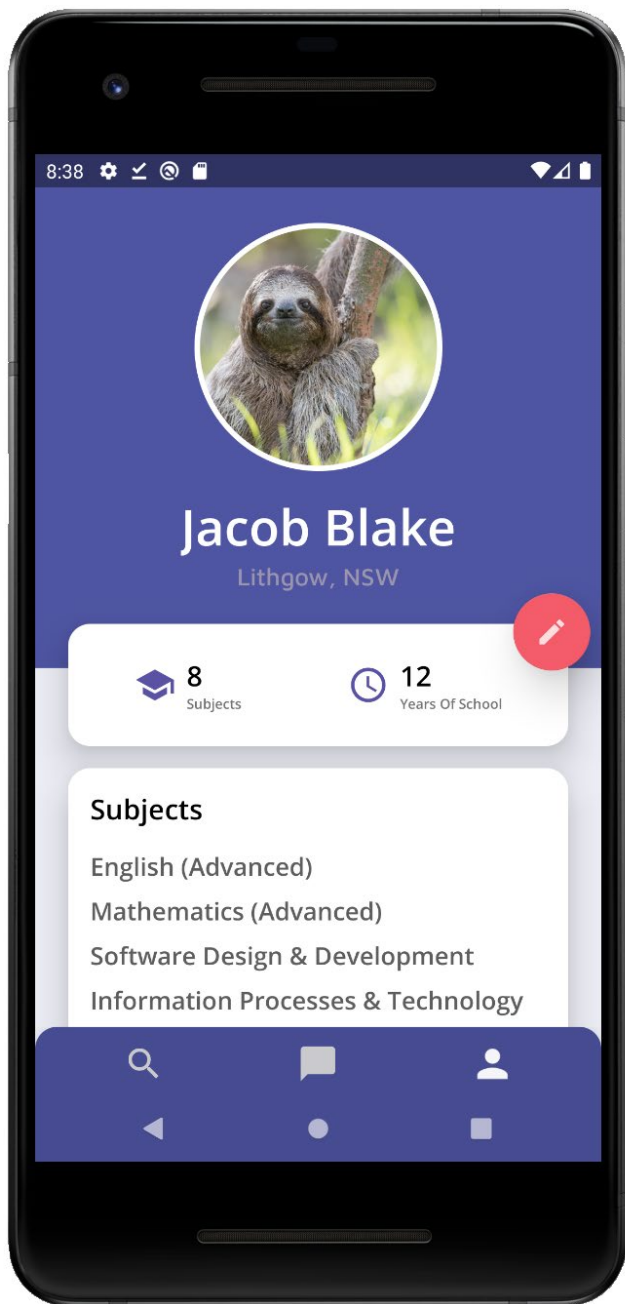 8:38
Jacob Blake
Lithgow, NSW
8
Subjects
12
Years Of School
Subjects
English (Advanced)
Mathematics (Advanced)
Software Design & Development
Information Processes & Technology